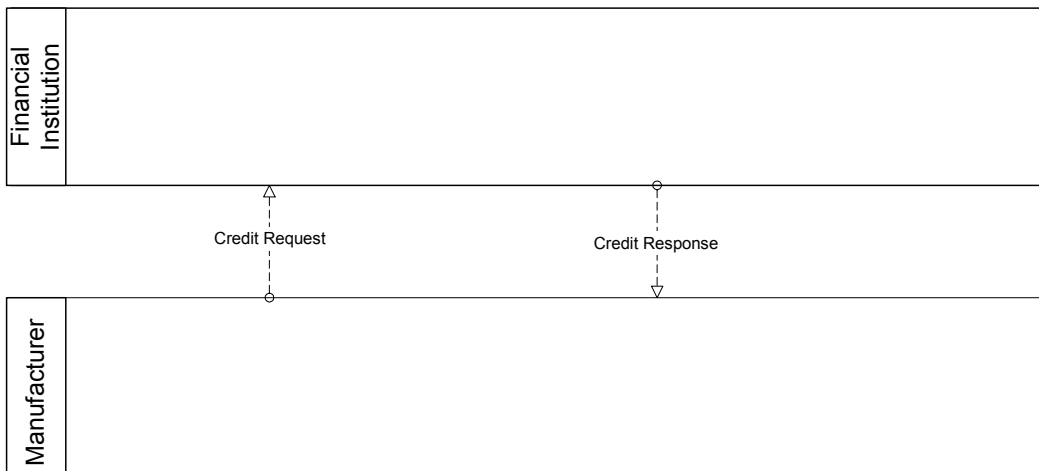 Financial
Institution
Credit Request
Credit Response
Manufacturer